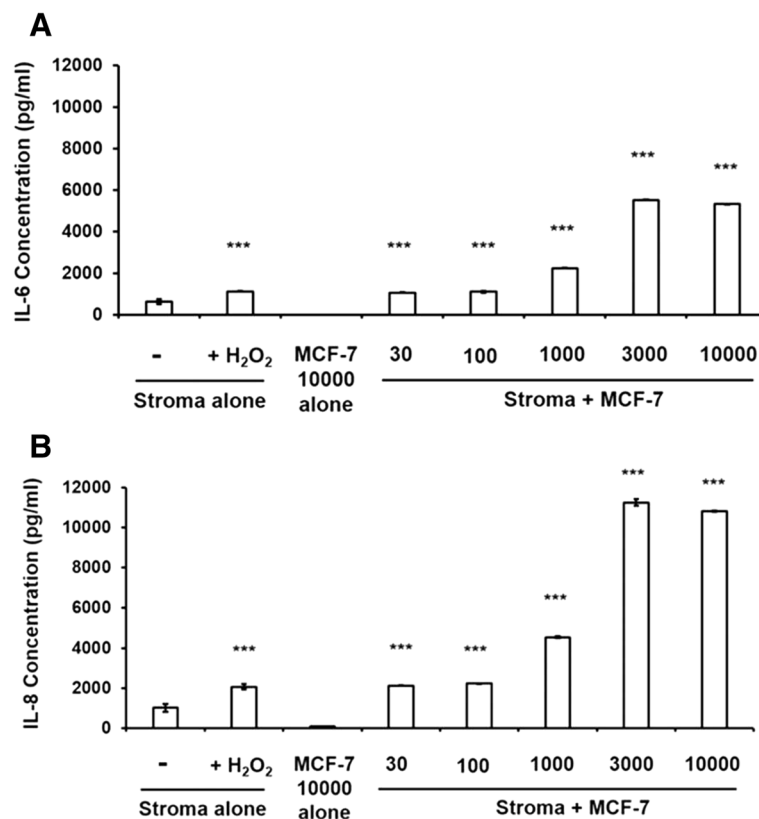 A
IL-6 Concentration (pg/ml)
12000
10000
8000
6000
4000
2000
0
***
***
***
***
***
***
-
+ H₂O₂
MCF-7
10000
alone
30
100
1000
3000
10000
Stroma alone
Stroma + MCF-7
B
IL-8 Concentration (pg/ml)
12000
10000
8000
6000
4000
2000
0
***
***
***
***
***
***
-
+ H₂O₂
MCF-7
10000
alone
30
100
1000
3000
10000
Stroma alone
Stroma + MCF-7